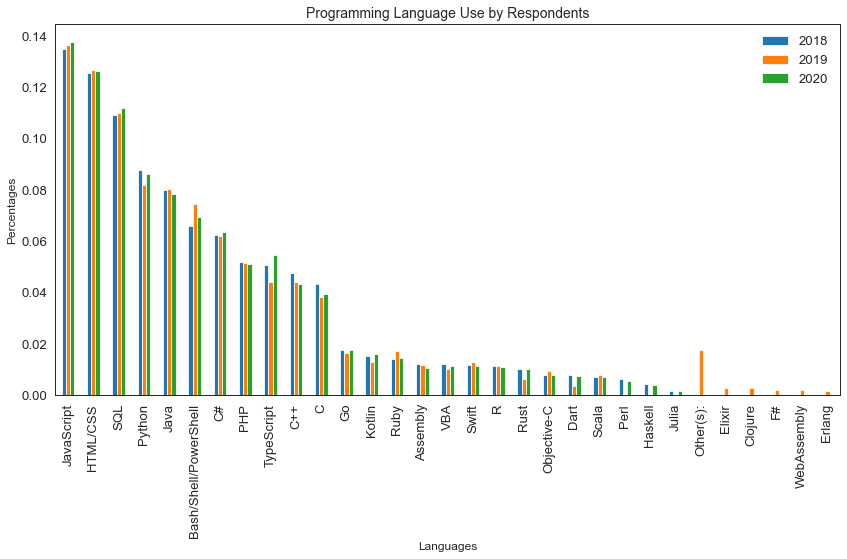 Programming Language Use by Respondents
2018
2019
2020
Percentages
0.14
0.12
0.10
0.08
0.06
0.04
0.02
0.00
JavaScript
HTML/CSS
SQL
Python
Java
Bash/Shell/PowerShell
C#
PHP
TypeScript
C++
C
Go
Kotlin
Ruby
Assembly
VBA
Swift
R
Rust
Objective-C
Dart
Scala
Perl
Haskell
Julia
Other(s):
Elixir
Clojure
F#
WebAssembly
Erlang
Languages